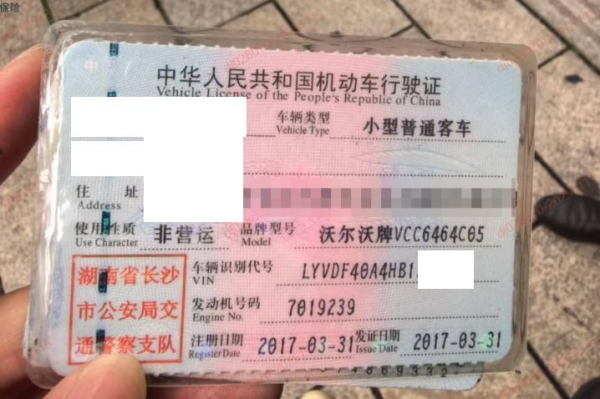 保险
中华人民共和国机动车行驶证
Vehicle License of the People's Republic of China
车辆类型 小型普通客车
Vehicle Type
住 址
Address
使用性质 非营运 品牌型号 沃尔沃牌VCC6464C05
Use Character Model
车辆识别代号 LYVDF40A4HB1
VIN
湖南省长沙
市公安局交
通警察支队
发动机号码 7019239
Engine No.
注册日期 2017-03-31 发证日期 2017-03-31
Register Date Issue Date